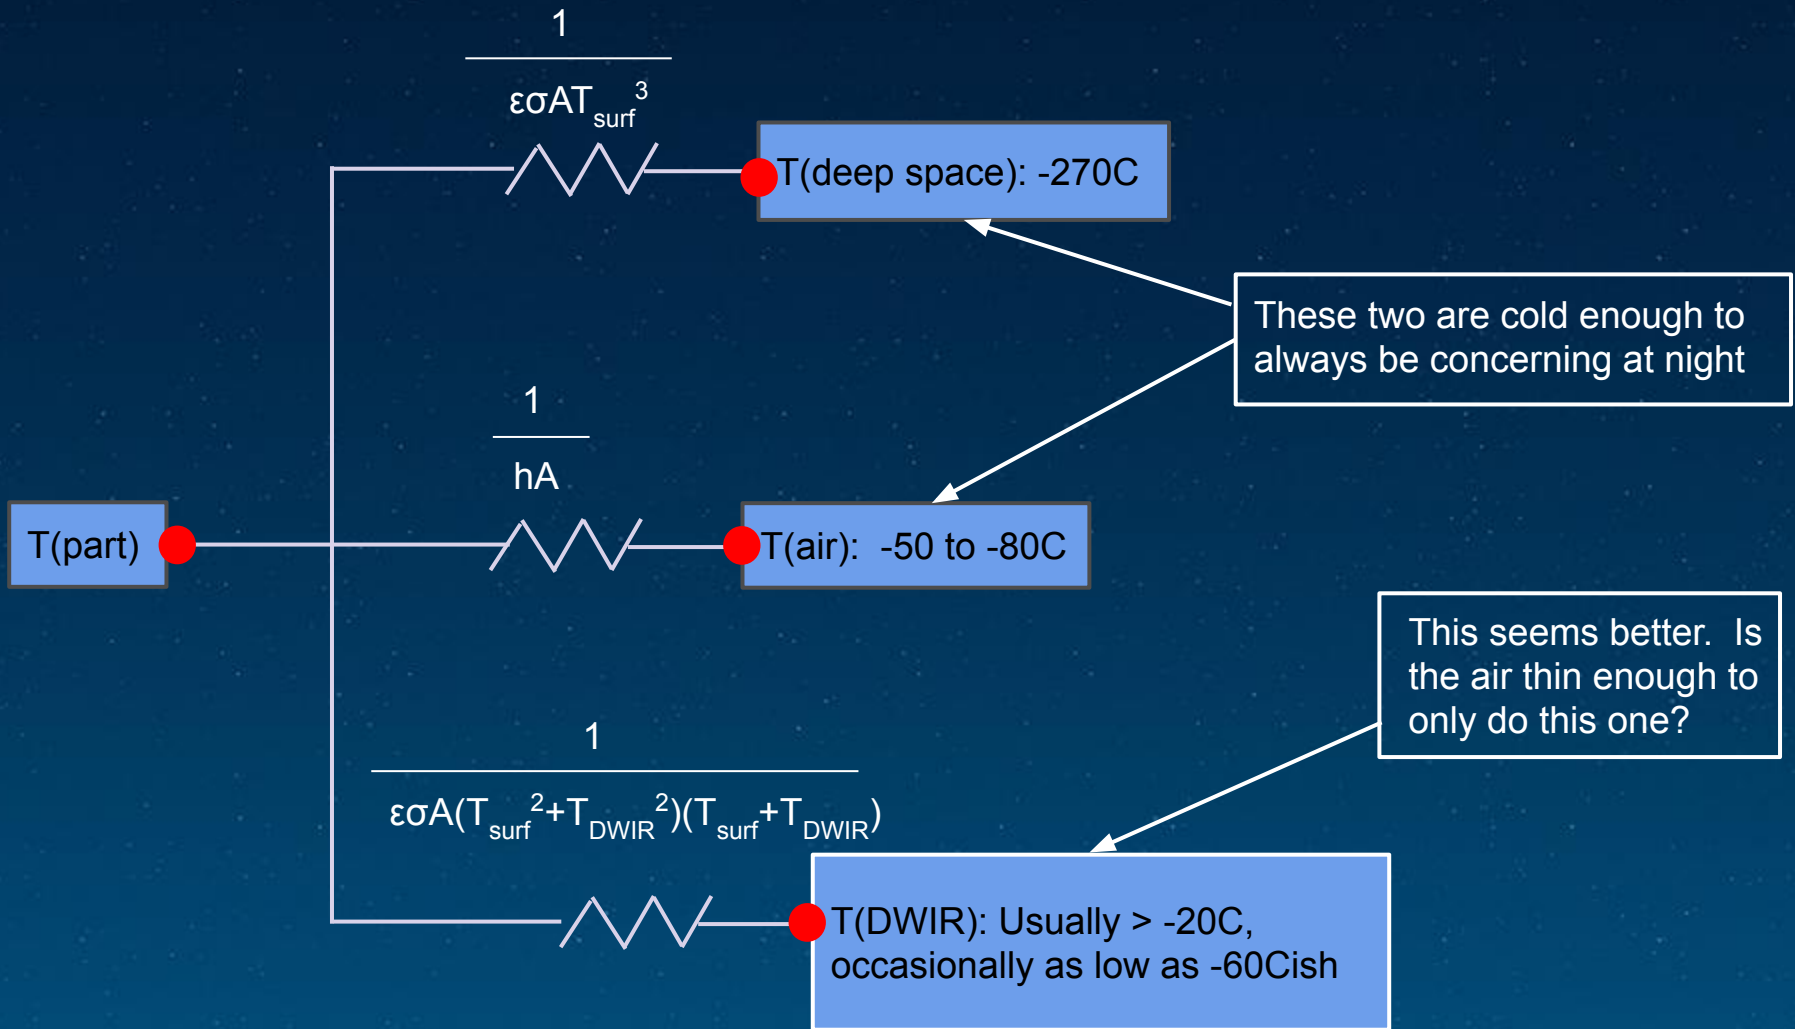 1
εσAT_surf^3
T(deep space): -270C
These two are cold enough to
always be concerning at night
1
hA
T(part)
T(air):  -50 to -80C
This seems better.  Is
the air thin enough to
only do this one?
1
εσA(T_surf^2+T_DWIR^2)(T_surf+T_DWIR)
T(DWIR): Usually > -20C,
occasionally as low as -60Cish